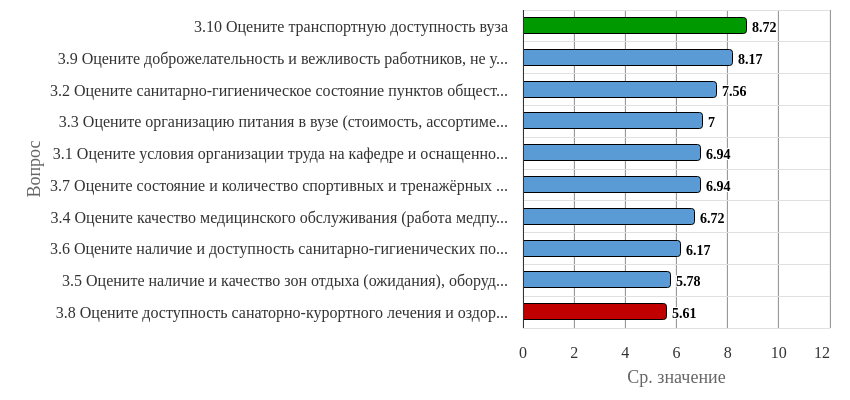 3.10 Оцените транспортную доступность вуза 8.72
3.9 Оцените доброжелательность и вежливость работников, не у... 8.17
3.2 Оцените санитарно-гигиеническое состояние пунктов общест... 7.56
3.3 Оцените организацию питания в вузе (стоимость, ассортиме... 7
3.1 Оцените условия организации труда на кафедре и оснащенно... 6.94
3.7 Оцените состояние и количество спортивных и тренажёрных ... 6.94
3.4 Оцените качество медицинского обслуживания (работа медпу... 6.72
3.6 Оцените наличие и доступность санитарно-гигиенических по... 6.17
3.5 Оцените наличие и качество зон отдыха (ожидания), оборуд... 5.78
3.8 Оцените доступность санаторно-курортного лечения и оздор... 5.61
Вопрос
0 2 4 6 8 10 12
Ср. значение